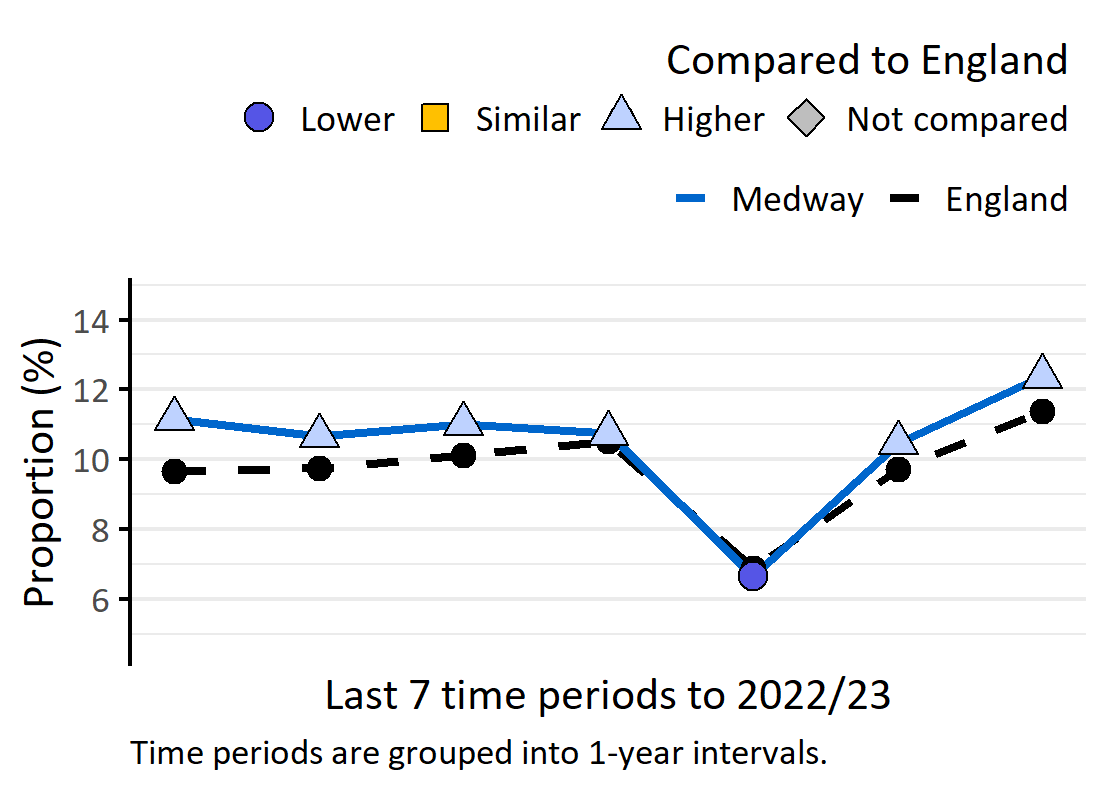 Compared to England
Lower Similar Higher Not compared
Medway England
Proportion (%)
14
12
10
8
6
Last 7 time periods to 2022/23
Time periods are grouped into 1-year intervals.